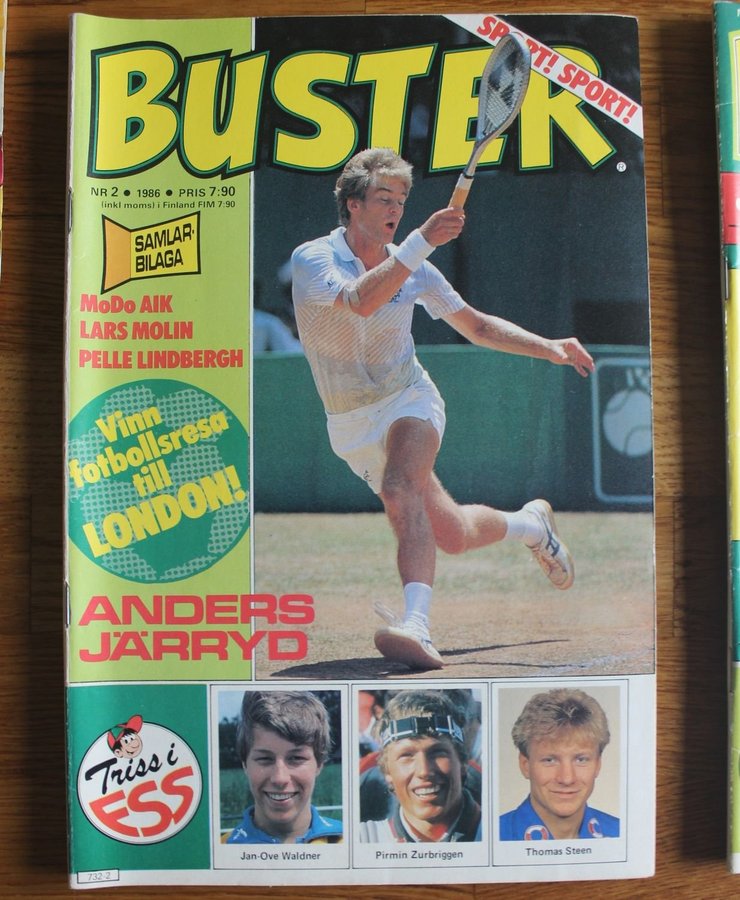 SPORT! SPORT!
BUSTER
®
NR 2 • 1986 • PRIS 7:90
(inkl moms) i Finland FIM 7:90
SAMLAR-
BILAGA
MoDo AIK
LARS MOLIN
PELLE LINDBERGH
Vinn
fotbollsresa
till
LONDON!
ANDERS
JÄRRYD
Triss i
ESS
Jan-Ove Waldner
Pirmin Zurbriggen
Thomas Steen
732-2